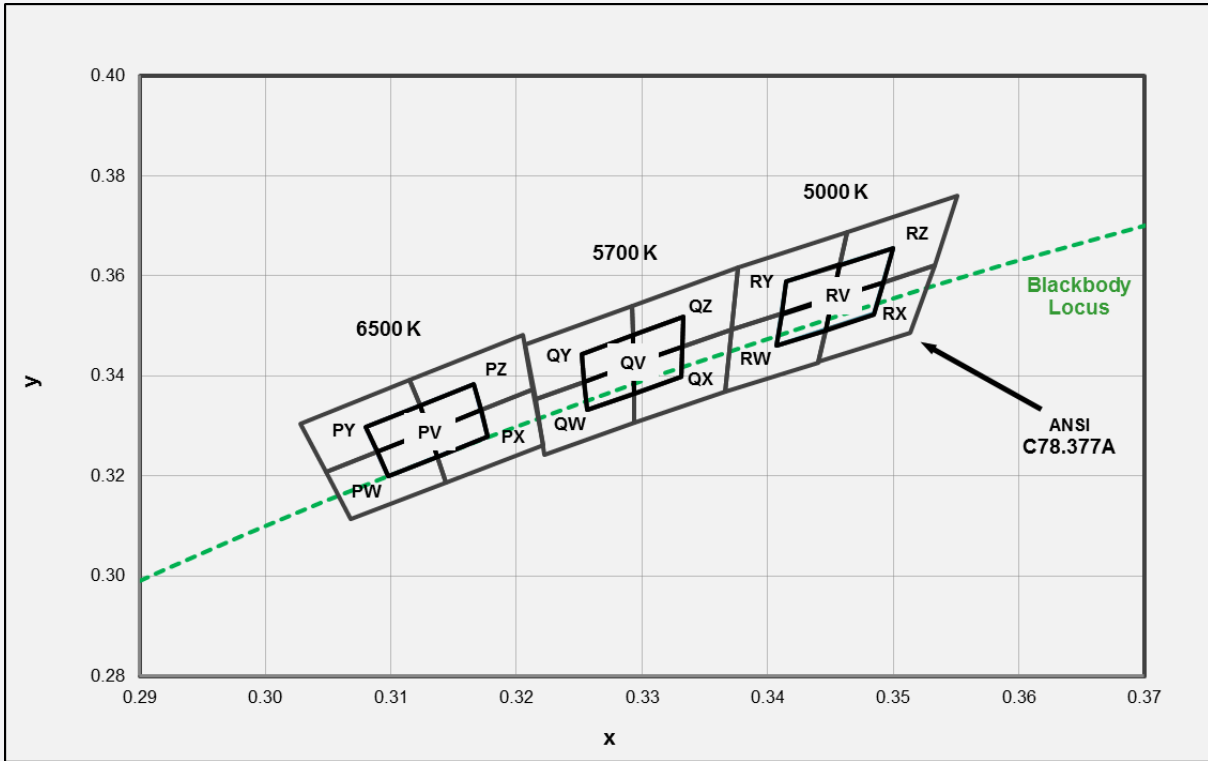 0.40
0.38
0.36
0.34
0.32
0.30
0.28
y
0.29 0.30 0.31 0.32 0.33 0.34 0.35 0.36 0.37
x
6500 K
5700 K
5000 K
PY
PZ
PV
PX
PW
QY
QZ
QV
QX
QW
RY
RZ
RV
RX
RW
Blackbody
Locus
ANSI
C78.377A